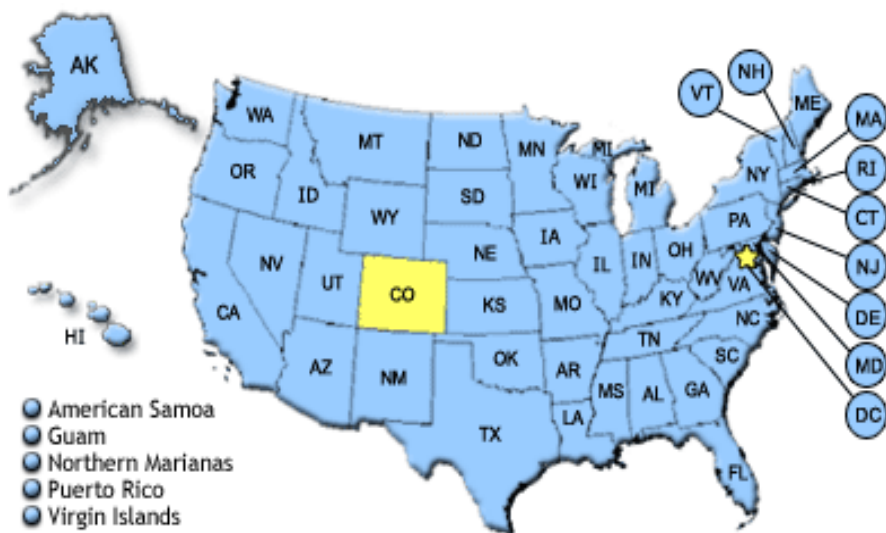 AK
WA
MT
ND
MN
MI
VT
NH
ME
MA
RI
CT
NJ
DE
MD
DC
OR
ID
WY
SD
WI
MI
NY
PA
NV
UT
CO
NE
IA
IL
IN
OH
WV
VA
CA
KS
MO
KY
NC
TN
SC
AZ
NM
OK
AR
MS
AL
GA
TX
LA
FL
HI
American Samoa
Guam
Northern Marianas
Puerto Rico
Virgin Islands